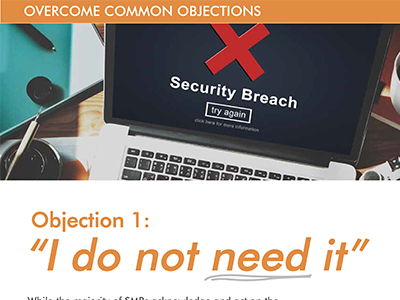 OVERCOME COMMON OBJECTIONS
Security Breach
try again
click here for more information
Objection 1:
“I do not need it”
While the majority of SMBs acknowledge and act on the